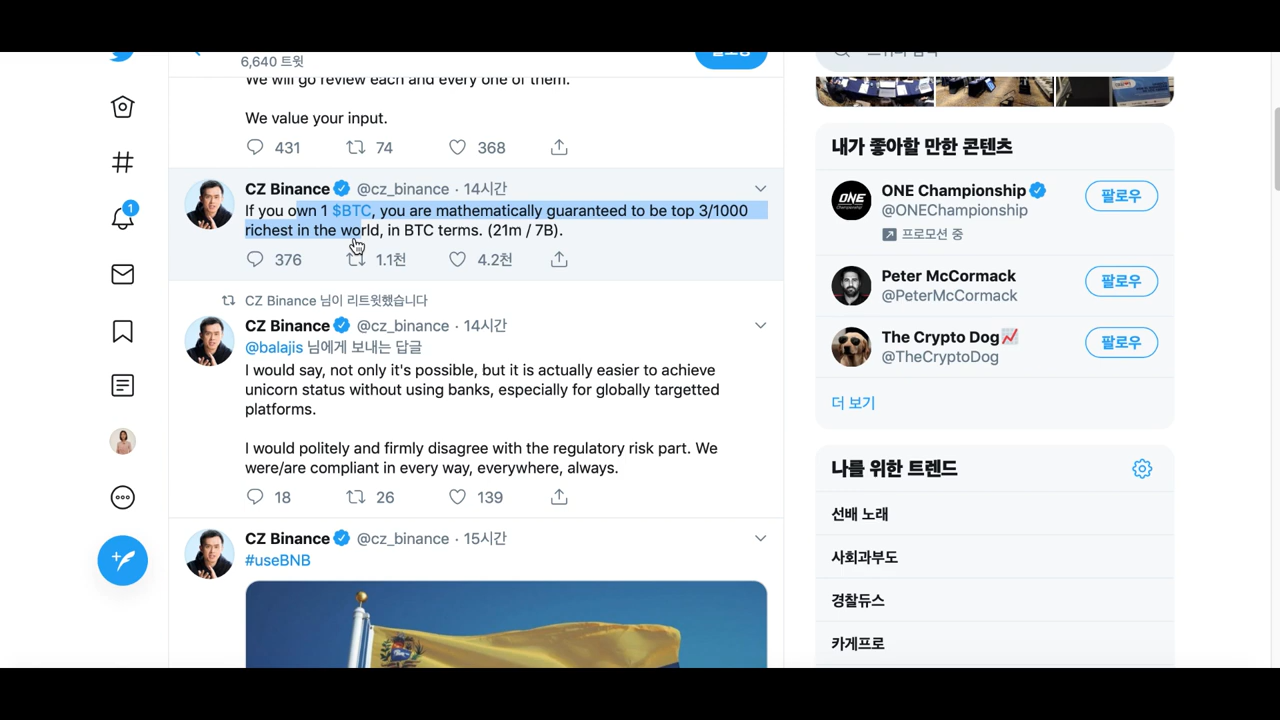 6,640 트윗
We will go review each and every one of them.
We value your input.
431 74 368
CZ Binance @cz_binance · 14시간
If you own 1 $BTC, you are mathematically guaranteed to be top 3/1000
richest in the world, in BTC terms. (21m / 7B).
376 1.1천 4.2천
CZ Binance 님이 리트윗했습니다
CZ Binance @cz_binance · 14시간
@balajis 님에게 보내는 답글
I would say, not only it's possible, but it is actually easier to achieve
unicorn status without using banks, especially for globally targetted
platforms.
I would politely and firmly disagree with the regulatory risk part. We
were/are compliant in every way, everywhere, always.
18 26 139
CZ Binance @cz_binance · 15시간
#useBNB
1
내가 좋아할 만한 콘텐츠
ONE Championship
@ONEChampionship
프로모션 중
팔로우
Peter McCormack
@PeterMcCormack
팔로우
The Crypto Dog
@TheCryptoDog
팔로우
더 보기
나를 위한 트렌드
선배 노래
사회과부도
경찰듀스
카게프로